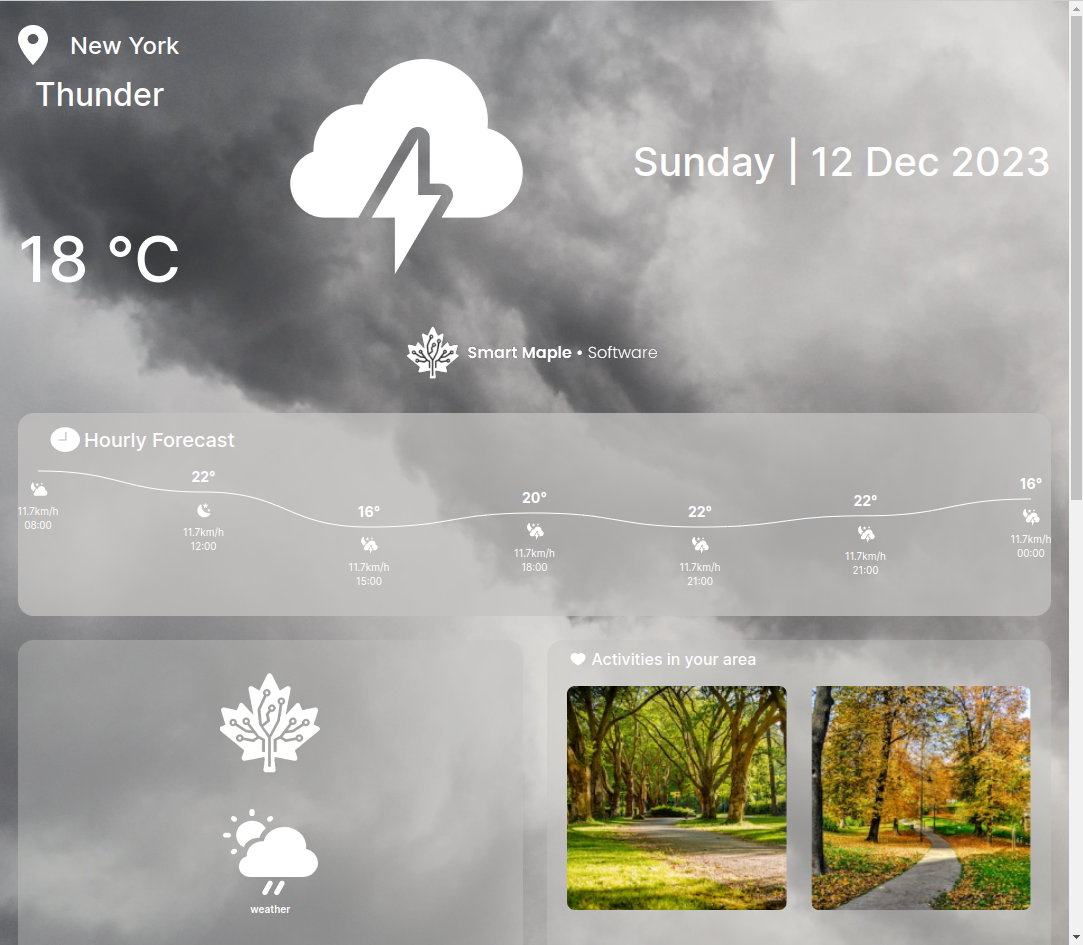 New York
Thunder
Sunday | 12 Dec 2023
18 °C
Smart Maple • Software
Hourly Forecast
11.7km/h
08:00
22°
11.7km/h
12:00
16°
11.7km/h
15:00
20°
11.7km/h
18:00
22°
11.7km/h
21:00
22°
11.7km/h
21:00
16°
11.7km/h
00:00
weather
Activities in your area